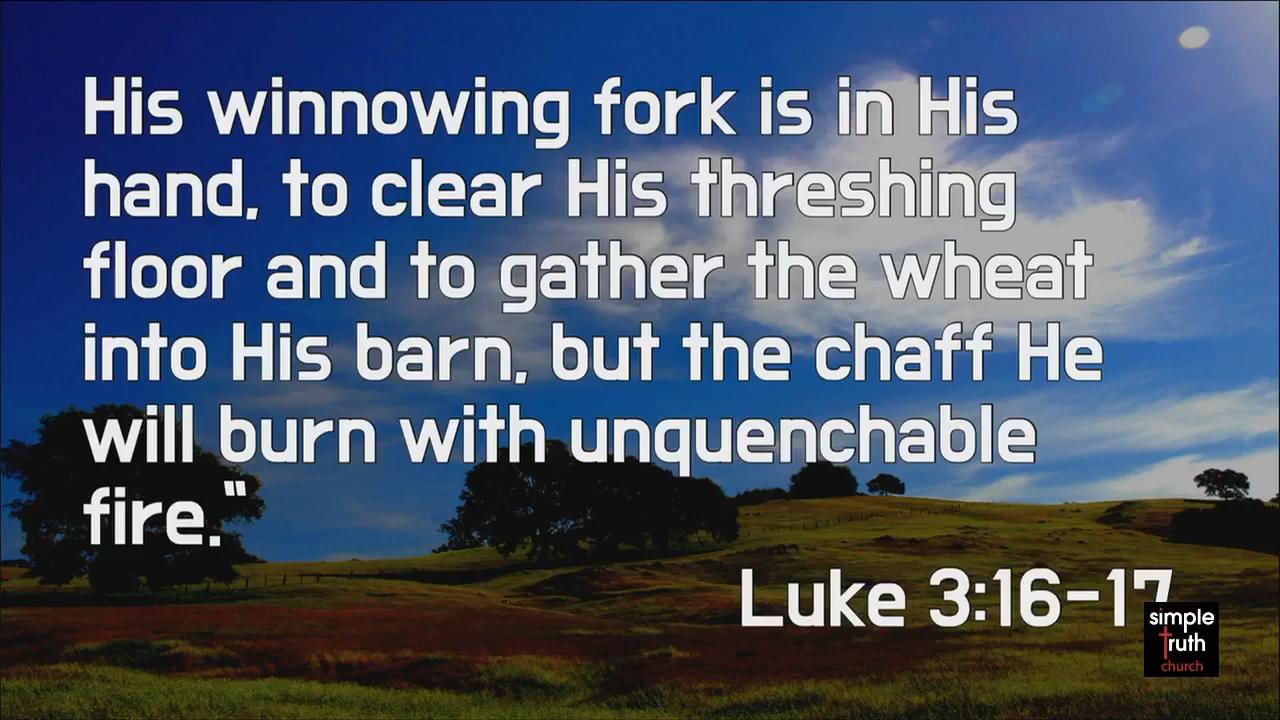 His winnowing fork is in His
hand, to clear His threshing
floor and to gather the wheat
into His barn, but the chaff He
will burn with unquenchable
fire."
Luke 3:16-17
simple
truth
church